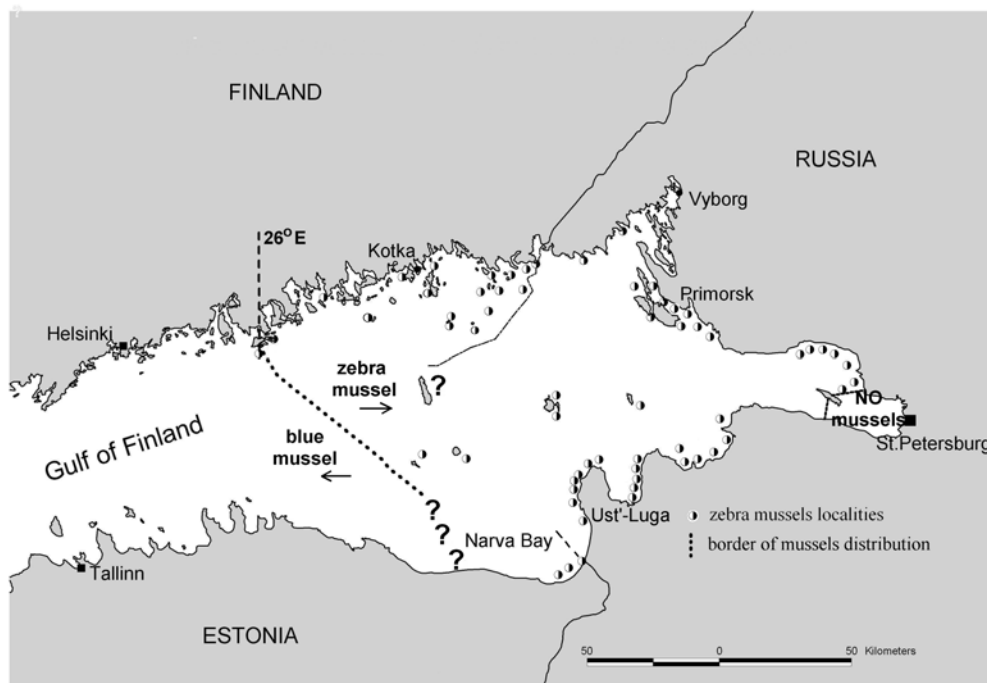 ?
FINLAND
RUSSIA
Vyborg
26° E
Kotka
Primorsk
Helsinki
zebra
mussel
?
NO
mussels
St.Petersburg
blue
mussel
Gulf of Finland
?
?
?
Ust'-Luga
zebra mussels localities
Narva Bay
border of mussels distribution
Tallinn
ESTONIA
50 0 50 Kilometers